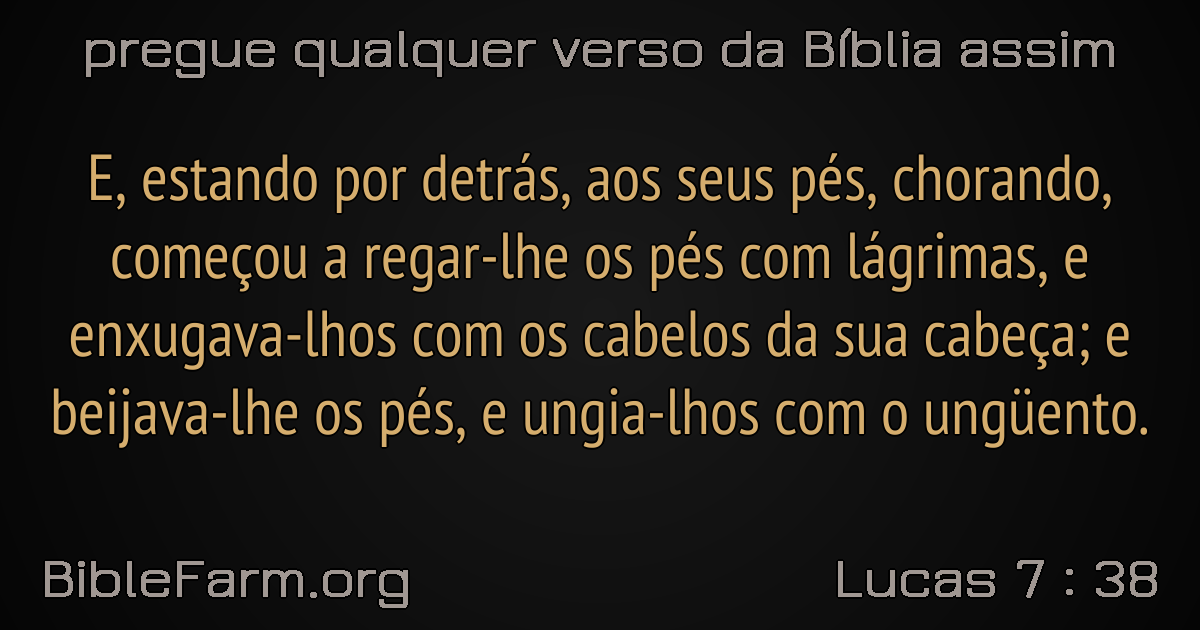 pregue qualquer verso da Bíblia assim
E, estando por detrás, aos seus pés, chorando,
começou a regar-lhe os pés com lágrimas, e
enxugava-lhos com os cabelos da sua cabeça; e
beijava-lhe os pés, e ungia-lhos com o ungüento.
BibleFarm.org
Lucas 7 : 38